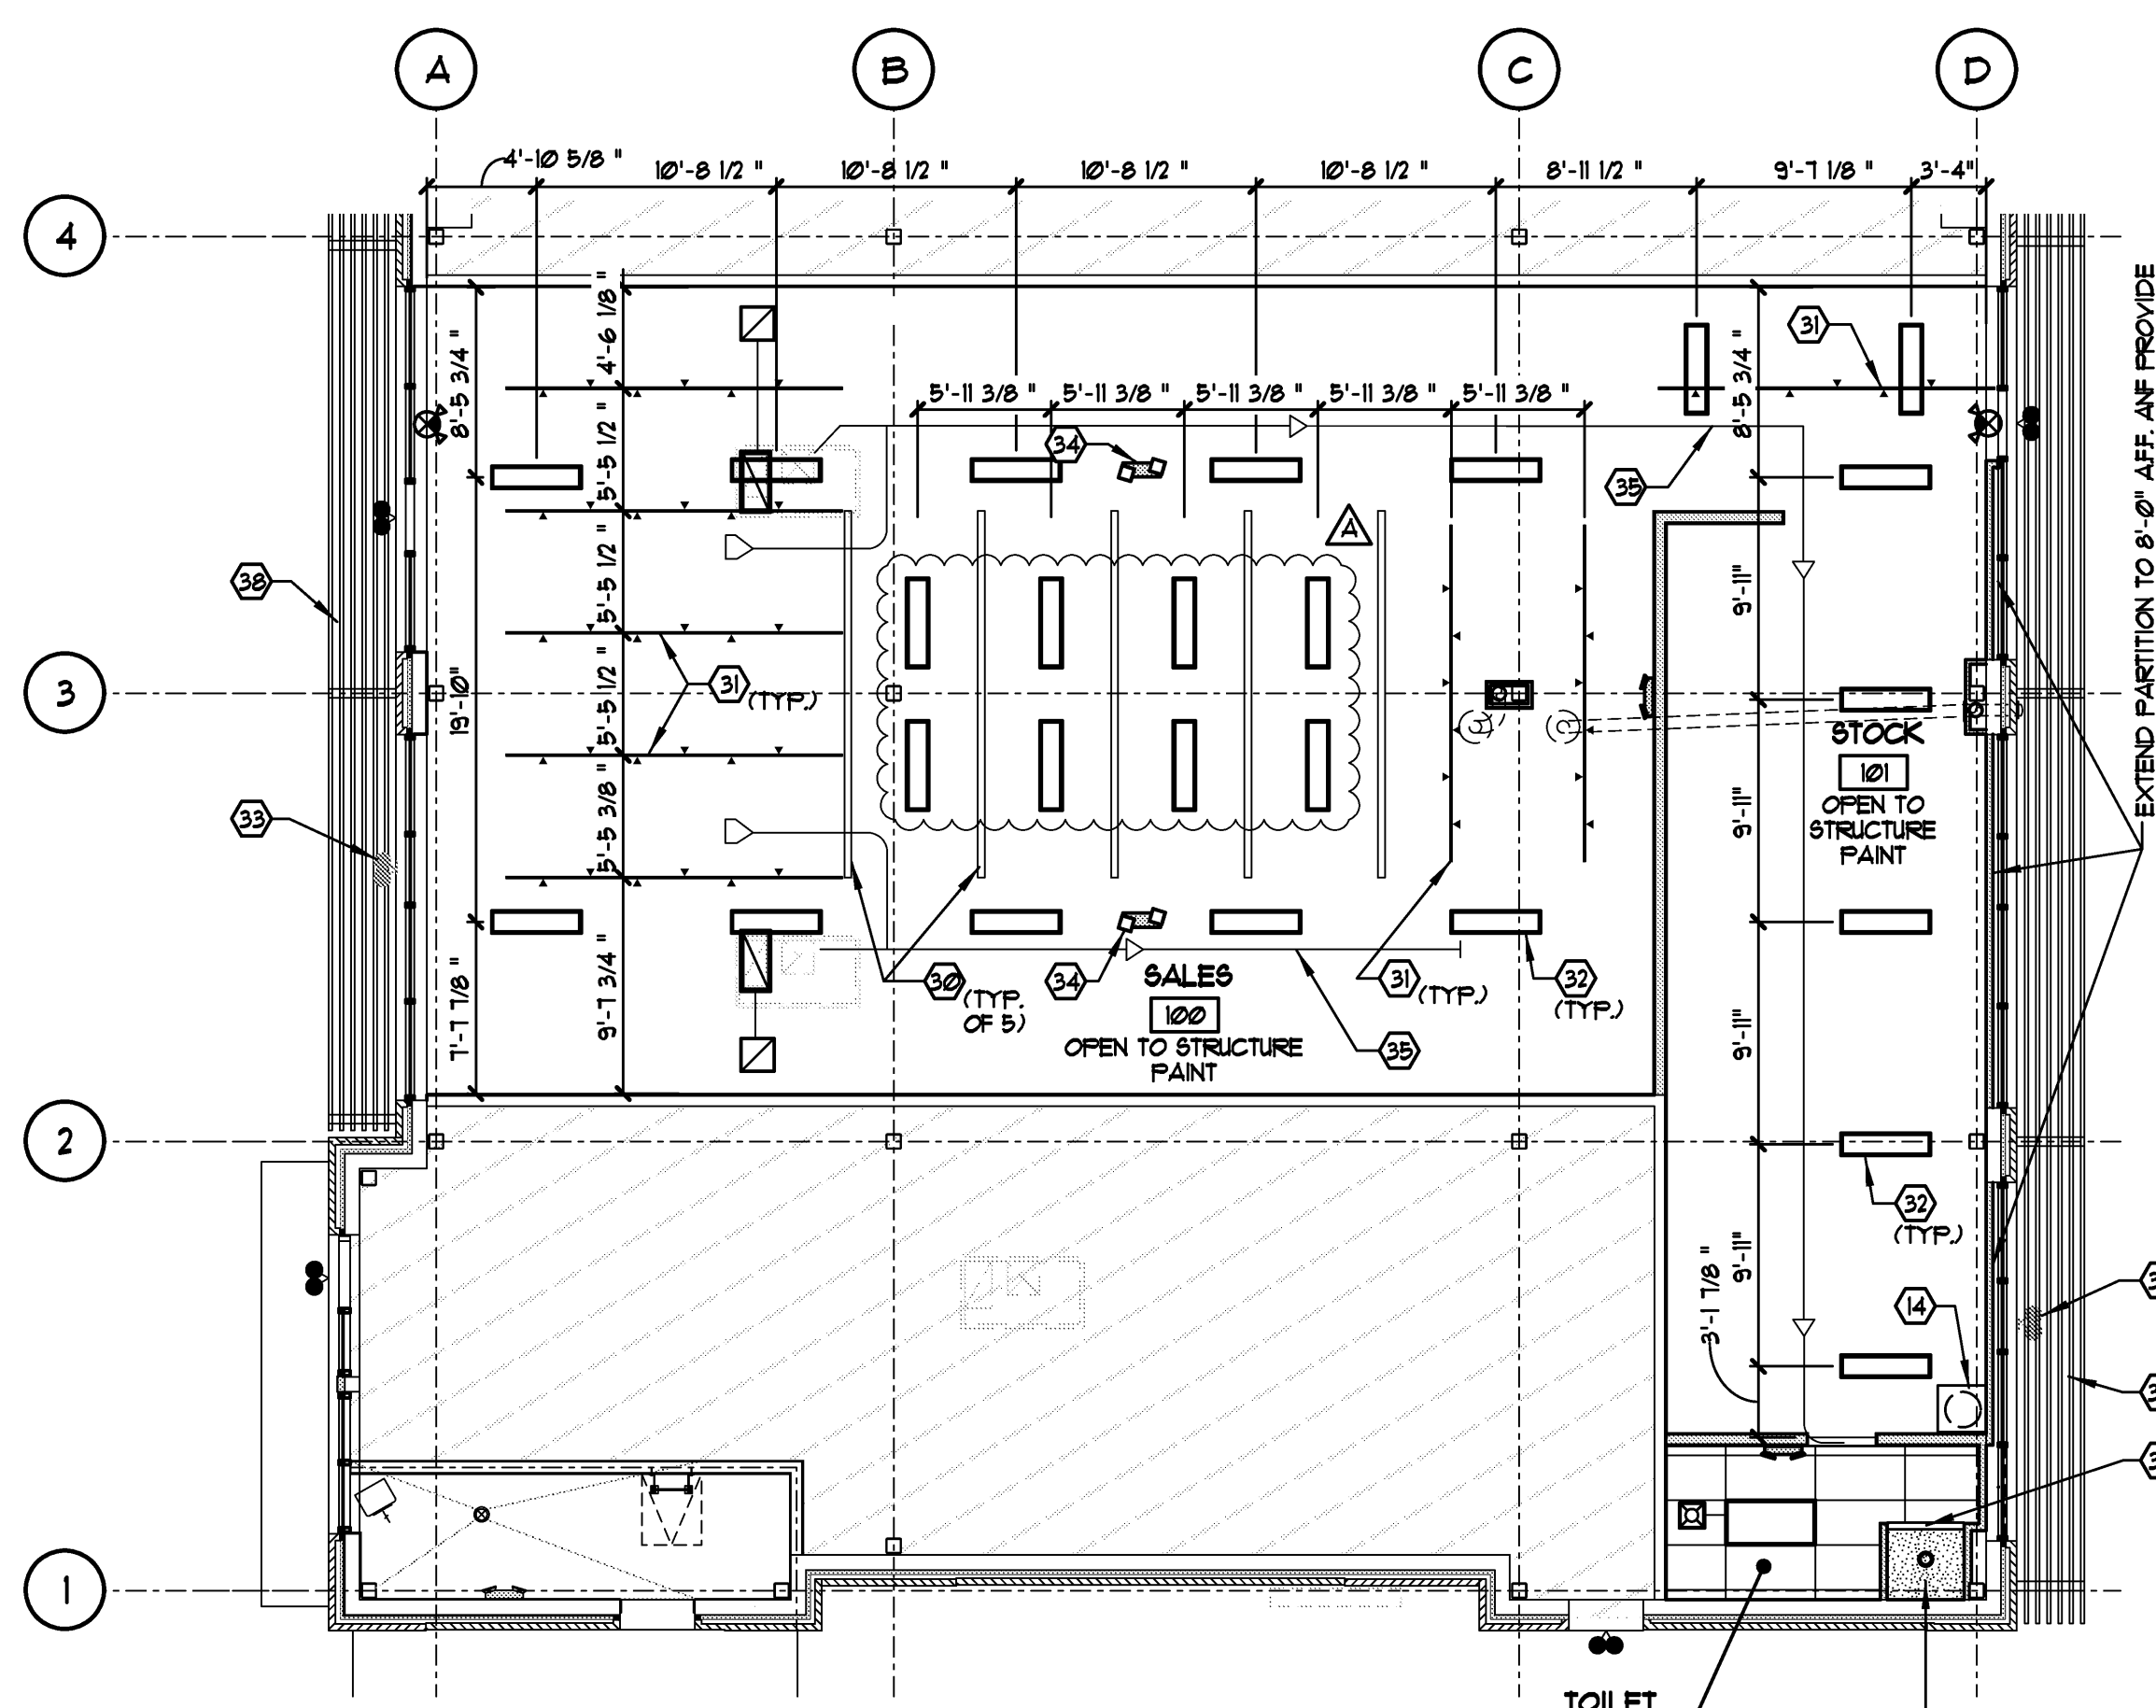 A
B
C
D
4'-10 5/8 "
10'-8 1/2 "
10'-8 1/2 "
10'-8 1/2 "
10'-8 1/2 "
8'-11 1/2 "
9'-7 1/8 "
3'-4"
4
8'-5 3/4 "
4'-6 1/8 "
8'-5 3/4 "
31
EXTEND PARTITION TO 8'-0" A.F.F. ANF PROVIDE
5'-11 3/8 "
5'-11 3/8 "
5'-11 3/8 "
5'-11 3/8 "
5'-11 3/8 "
34
5'-5 1/2 "
35
A
38
5'-5 1/2 "
9'-11"
3
19'-10"
5'-5 1/2 "
31
(TYP.)
STOCK
101
OPEN TO
STRUCTURE
PAINT
33
5'-5 3/8 "
9'-11"
7'-7 7/8 "
9'-7 3/4 "
30
(TYP.
OF 5)
34
SALES
100
OPEN TO STRUCTURE
PAINT
31
(TYP.)
32
(TYP.)
35
9'-11"
2
32
(TYP.)
3'-1 7/8 "
9'-11"
14
1
TOILET